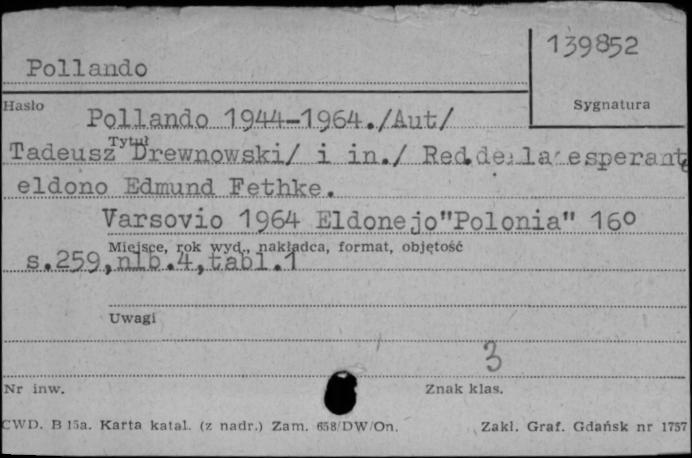 139852
Pollando
Hasło
Sygnatura
Pollando 1944-1964./Aut/
Tytuł
Tadeusz Drewnowski/ i in./ Red.de la esperant
eldono Edmund Fethke.
Varsovio 1964 Eldonejo"Polonia" 16º
Miejsce, rok wyd., nakładca, format, objętość
s.259,nlb.4,tabl.1
Uwagi
3
Nr inw.
Znak klas.
CWD. B 15a. Karta katal. (z nadr.) Zam. 658/DW/On.
Zakl. Graf. Gdańsk nr 1757